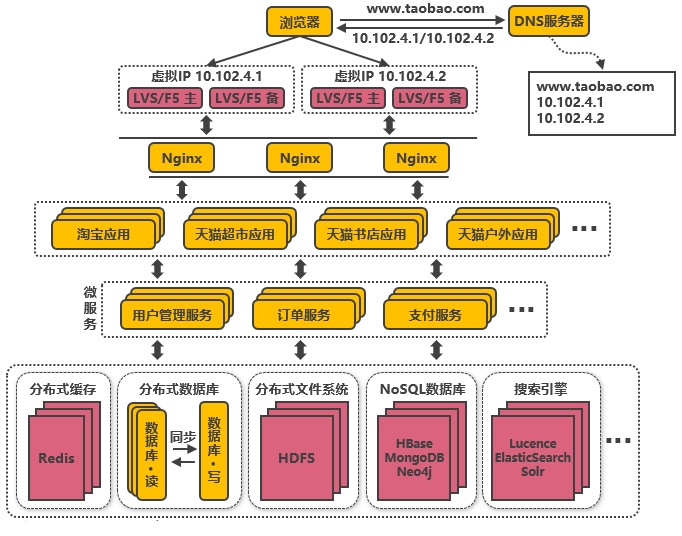 浏览器
www.taobao.com
10.102.4.1/10.102.4.2
DNS服务器
虚拟IP 10.102.4.1
LVS/F5 主
LVS/F5 备
虚拟IP 10.102.4.2
LVS/F5 主
LVS/F5 备
www.taobao.com
10.102.4.1
10.102.4.2
Nginx
Nginx
Nginx
淘宝应用
天猫超市应用
天猫书店应用
天猫户外应用
...
微服务
用户管理服务
订单服务
支付服务
...
分布式缓存
Redis
分布式数据库
数据库·读
同步
数据库·写
分布式文件系统
HDFS
NoSQL数据库
HBase
MongoDB
Neo4j
搜索引擎
Lucence
ElasticSearch
Solr
...